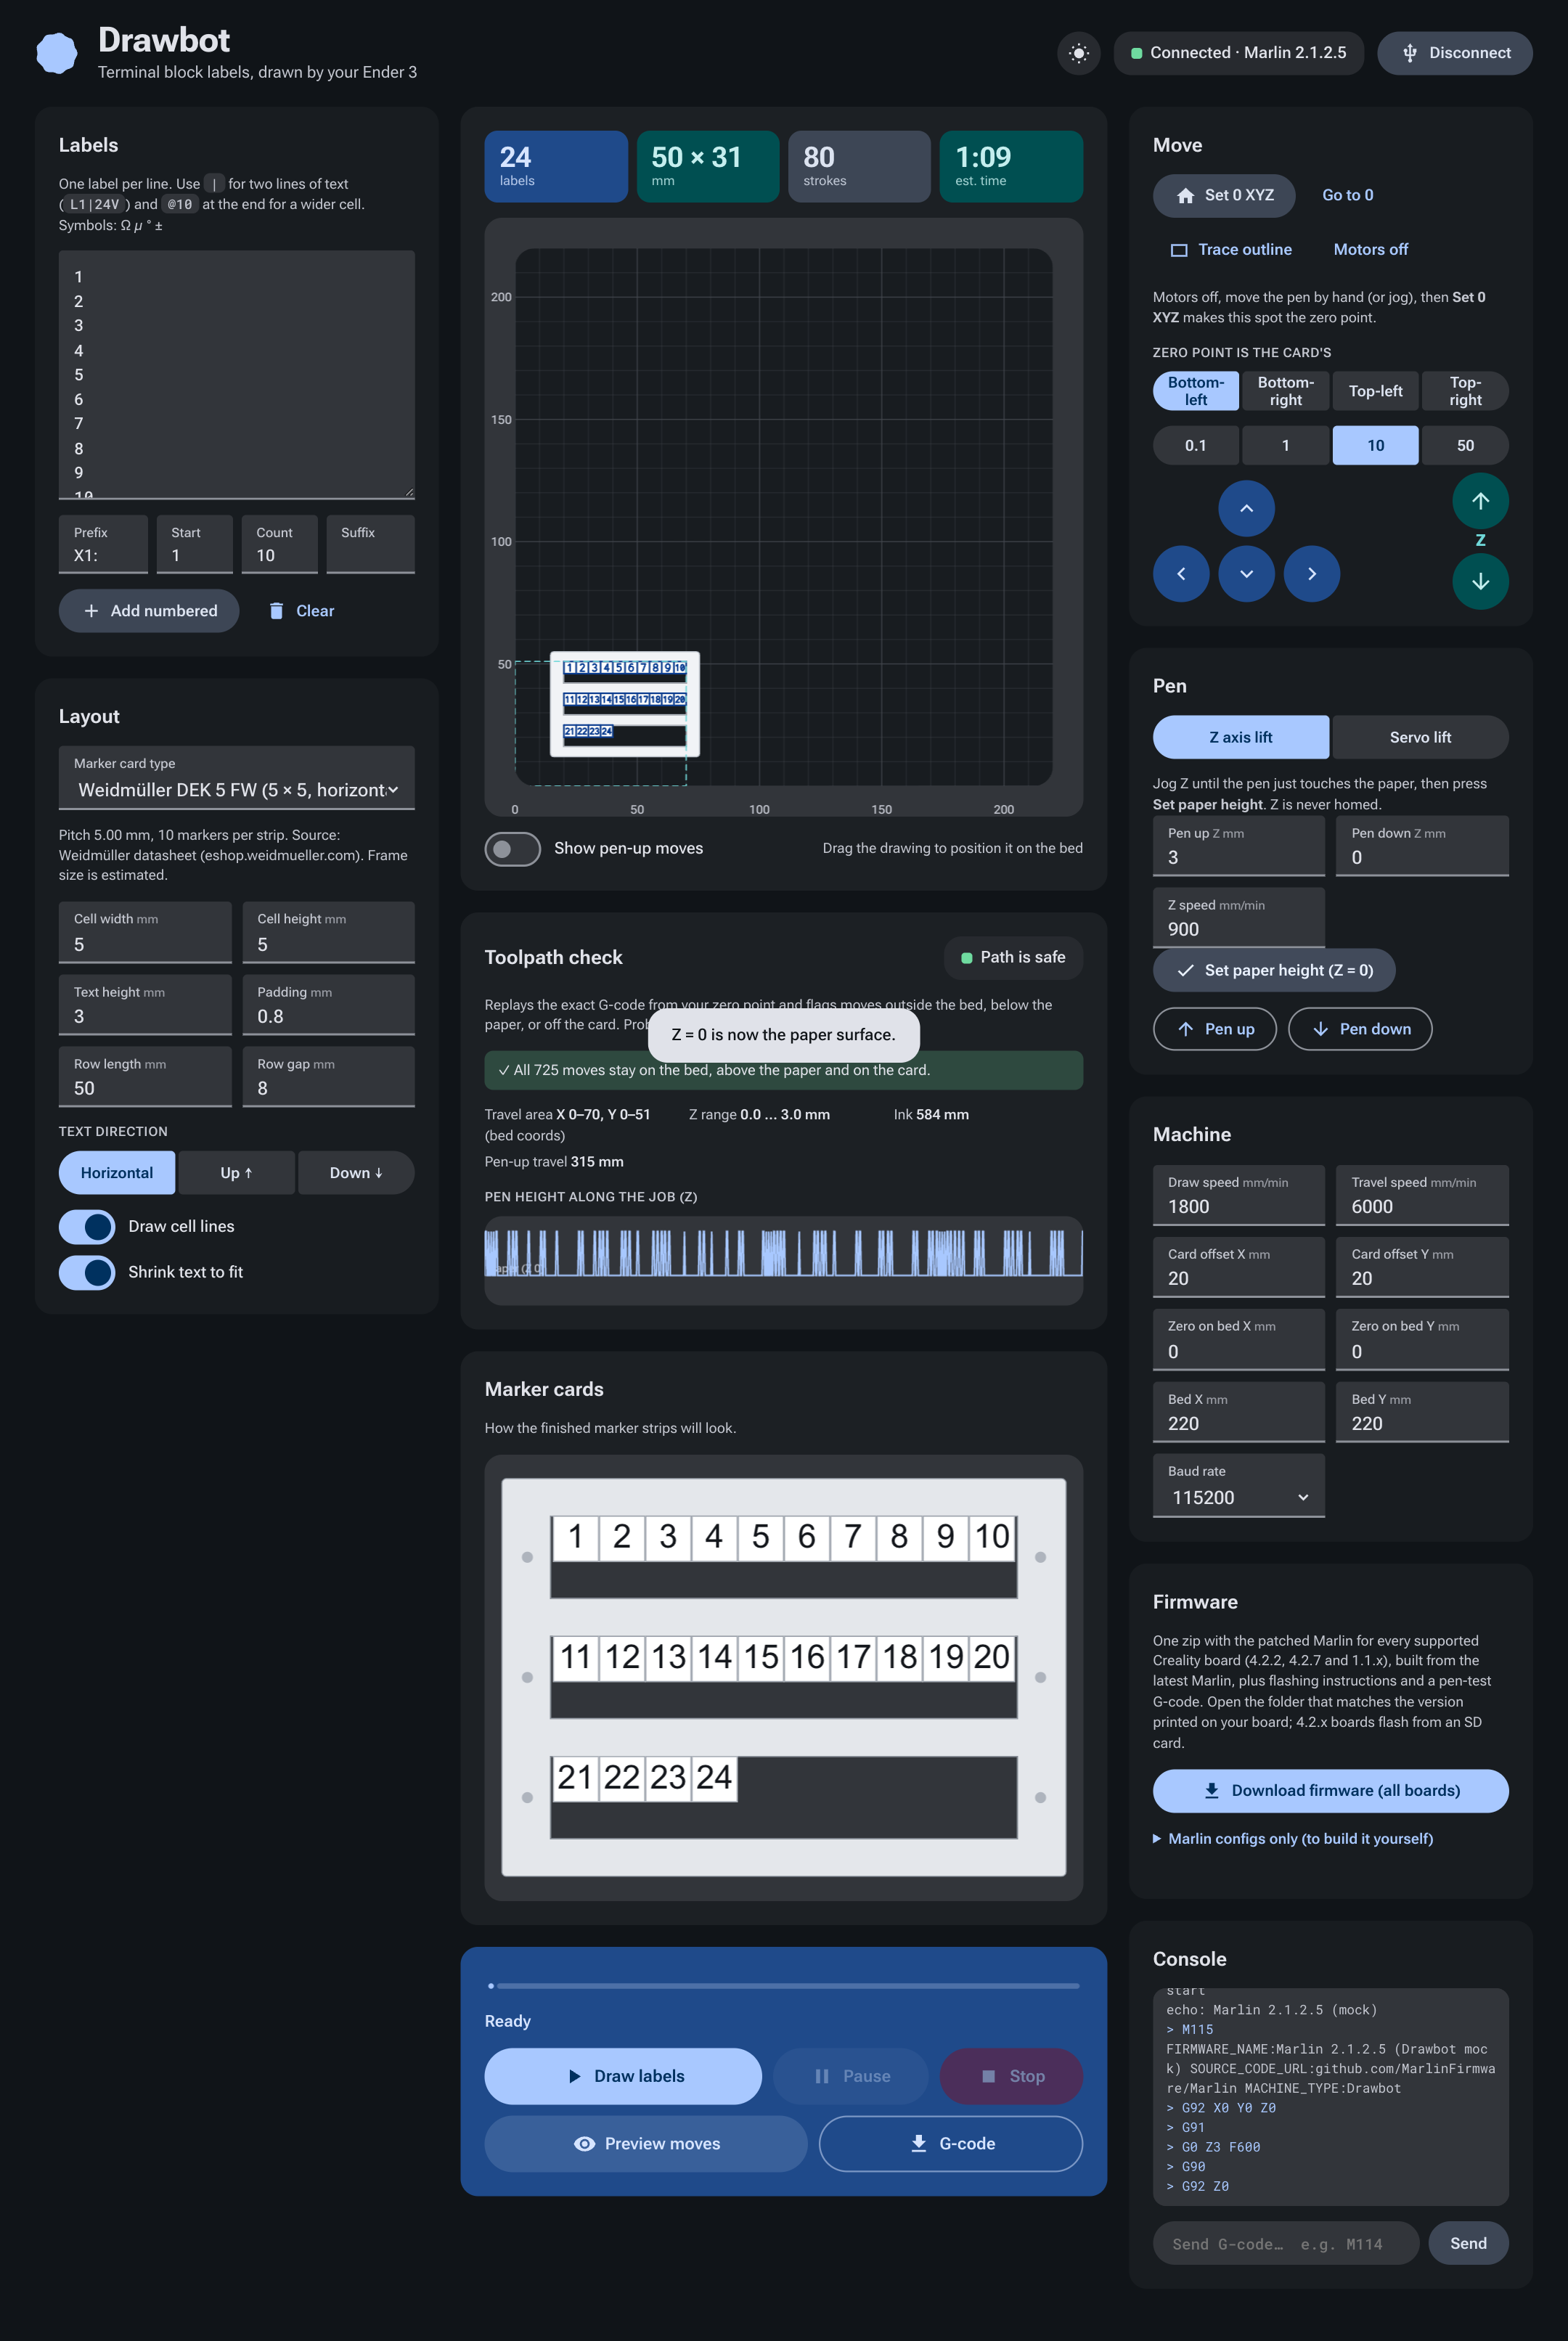 Drawbot
Terminal block labels, drawn by your Ender 3
Connected · Marlin 2.1.2.5
Disconnect
Labels
One label per line. Use | for two lines of text
(L1|24V) and @10 at the end for a wider cell.
Symbols: Ω μ ° ±
1
2
3
4
5
6
7
8
9
10
Prefix
X1:
Start
1
Count
10
Suffix
Add numbered
Clear
Layout
Marker card type
Weidmüller DEK 5 FW (5 × 5, horizont
Pitch 5.00 mm, 10 markers per strip. Source:
Weidmüller datasheet (eshop.weidmueller.com). Frame
size is estimated.
Cell width mm
5
Cell height mm
5
Text height mm
3
Padding mm
0.8
Row length mm
50
Row gap mm
8
TEXT DIRECTION
Horizontal
Up ↑
Down ↓
Draw cell lines
Shrink text to fit
24
labels
50 × 31
mm
80
strokes
1:09
est. time
200
150
100
50
1 2 3 4 5 6 7 8 9 10
11 12 13 14 15 16 17 18 19 20
21 22 23 24
0 50 100 150 200
Show pen-up moves
Drag the drawing to position it on the bed
Toolpath check
Path is safe
Replays the exact G-code from your zero point and flags moves outside the bed, below the
paper, or off the card.
Z = 0 is now the paper surface.
✓ All 725 moves stay on the bed, above the paper and on the card.
Travel area X 0–70, Y 0–51
(bed coords)
Z range 0.0 … 3.0 mm
Ink 584 mm
Pen-up travel 315 mm
PEN HEIGHT ALONG THE JOB (Z)
Marker cards
How the finished marker strips will look.
1 2 3 4 5 6 7 8 9 10
11 12 13 14 15 16 17 18 19 20
21 22 23 24
Ready
Draw labels
Pause
Stop
Preview moves
G-code
Move
Set 0 XYZ
Go to 0
Trace outline
Motors off
Motors off, move the pen by hand (or jog), then Set 0
XYZ makes this spot the zero point.
ZERO POINT IS THE CARD'S
Bottom-
left
Bottom-
right
Top-left
Top-
right
0.1
1
10
50
Z
Pen
Z axis lift
Servo lift
Jog Z until the pen just touches the paper, then press
Set paper height. Z is never homed.
Pen up Z mm
3
Pen down Z mm
0
Z speed mm/min
900
Set paper height (Z = 0)
Pen up
Pen down
Machine
Draw speed mm/min
1800
Travel speed mm/min
6000
Card offset X mm
20
Card offset Y mm
20
Zero on bed X mm
0
Zero on bed Y mm
0
Bed X mm
220
Bed Y mm
220
Baud rate
115200
Firmware
One zip with the patched Marlin for every supported
Creality board (4.2.2, 4.2.7 and 1.1.x), built from the
latest Marlin, plus flashing instructions and a pen-test
G-code. Open the folder that matches the version
printed on your board; 4.2.x boards flash from an SD
card.
Download firmware (all boards)
Marlin configs only (to build it yourself)
Console
start
echo: Marlin 2.1.2.5 (mock)
> M115
FIRMWARE_NAME:Marlin 2.1.2.5 (Drawbot moc
k) SOURCE_CODE_URL:github.com/MarlinFirmwa
re/Marlin MACHINE_TYPE:Drawbot
> G92 X0 Y0 Z0
> G91
> G0 Z3 F600
> G90
> G92 Z0
Send G-code… e.g. M114
Send